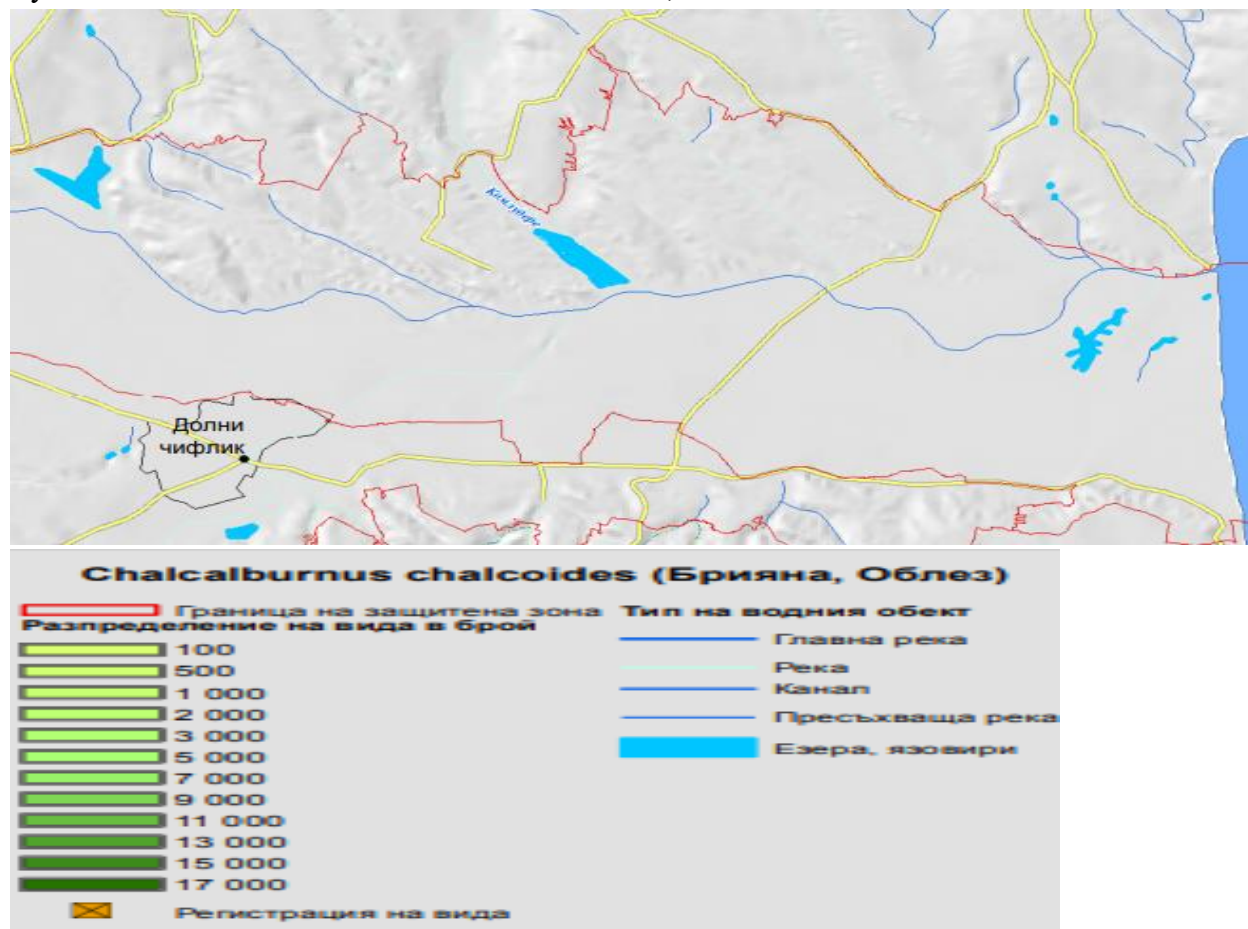 Долни
чифлик
Chalcalburnus chalcoides (Брияна, Облез)
Граница на защитена зона
Разпределение на вида в брой
100
500
1 000
2 000
3 000
5 000
7 000
9 000
11 000
13 000
15 000
17 000
Регистрация на вида
Тип на водния обект
Главна река
Река
Канал
Пресъхваща река
Езера, язовири